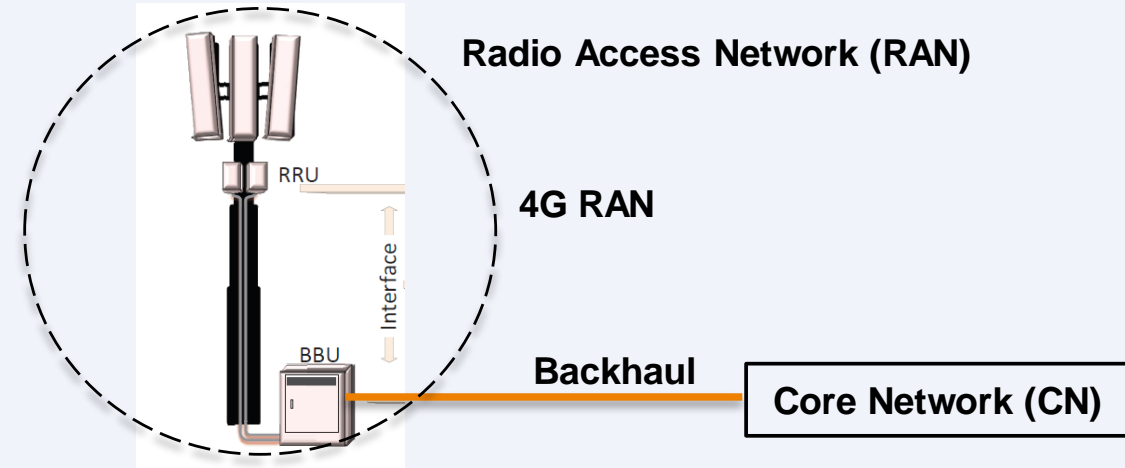 Radio Access Network (RAN)
RRU
4G RAN
Interface
BBU
Backhaul
Core Network (CN)